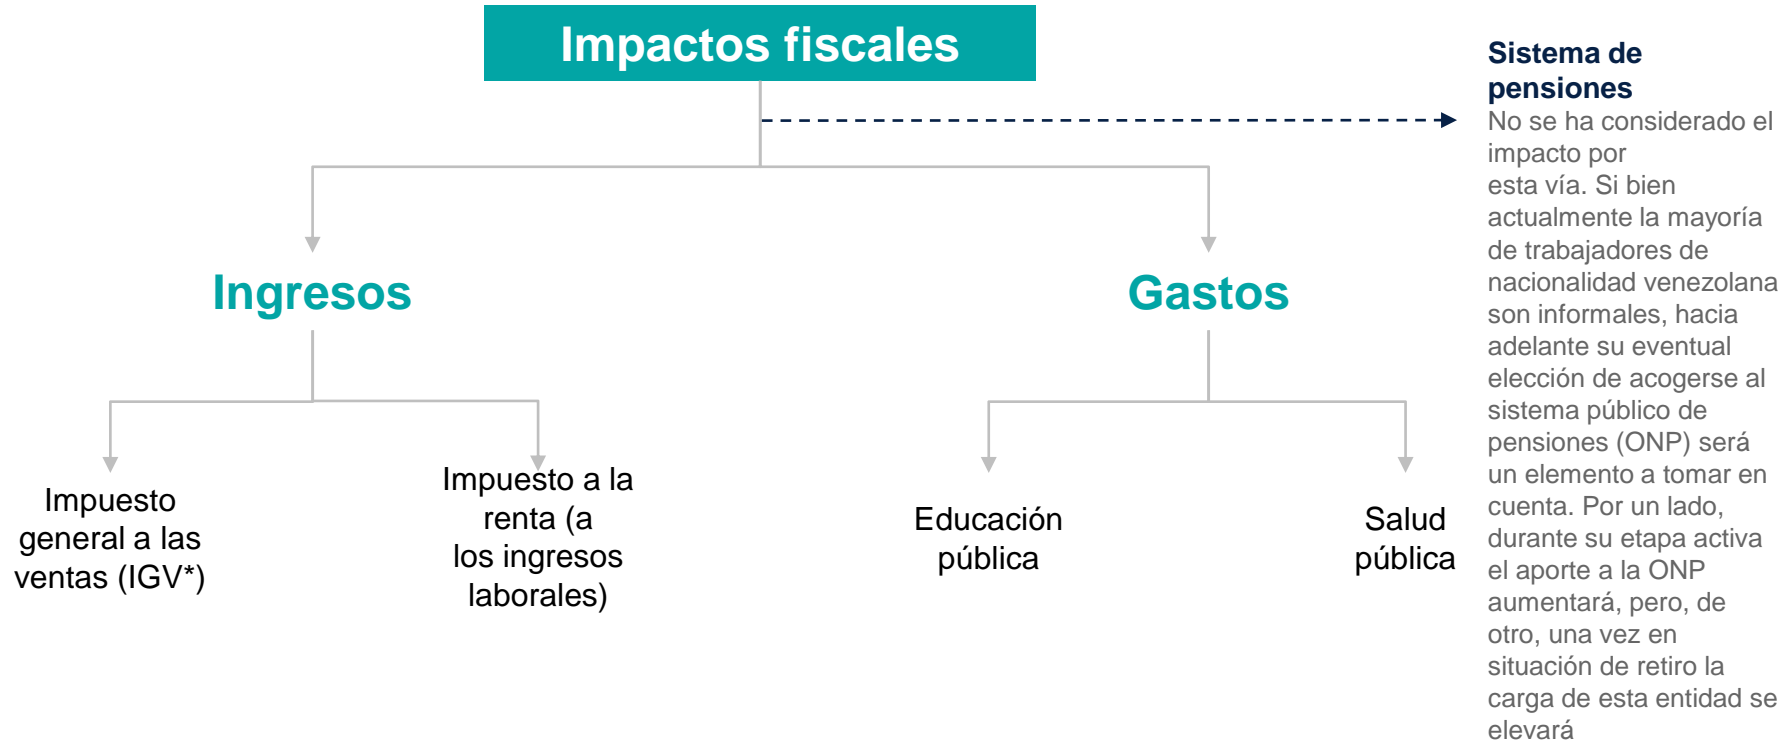 Impactos fiscales
Ingresos
Gastos
Impuesto
general a las
ventas (IGV*)
Impuesto a la
renta (a
los ingresos
laborales)
Educación
pública
Salud
pública
Sistema de
pensiones
No se ha considerado el
impacto por
esta vía. Si bien
actualmente la mayoría
de trabajadores de
nacionalidad venezolana
son informales, hacia
adelante su eventual
elección de acogerse al
sistema público de
pensiones (ONP) será
un elemento a tomar en
cuenta. Por un lado,
durante su etapa activa
el aporte a la ONP
aumentará, pero, de
otro, una vez en
situación de retiro la
carga de esta entidad se
elevará